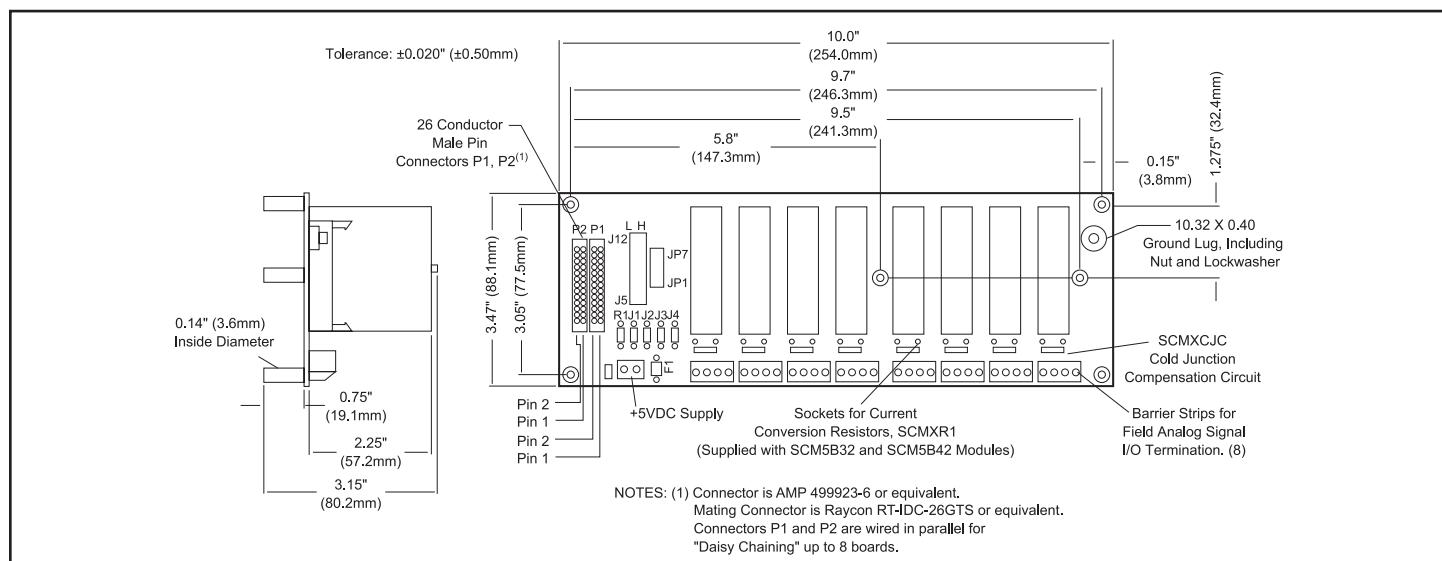 Tolerance: ±0.020" (±0.50mm)
10.0"
(254.0mm)
9.7"
(246.3mm)
9.5"
(241.3mm)
5.8"
(147.3mm)
1.275" (32.4mm)
0.15"
(3.8mm)
26 Conductor
Male Pin
Connectors P1, P2(1)
10.32 X 0.40
Ground Lug, Including
Nut and Lockwasher
P2 P1
L H
J12
JP7
JP1
J5
R1 J1 J2 J3 J4
F1
3.47" (88.1mm)
3.05" (77.5mm)
0.14" (3.6mm)
Inside Diameter
0.75"
(19.1mm)
2.25"
(57.2mm)
3.15"
(80.2mm)
Pin 2
Pin 1
Pin 2
Pin 1
+5VDC Supply
Sockets for Current
Conversion Resistors, SCMXR1
(Supplied with SCM5B32 and SCM5B42 Modules)
SCMXCJC
Cold Junction
Compensation Circuit
Barrier Strips for
Field Analog Signal
I/O Termination. (8)
NOTES: (1) Connector is AMP 499923-6 or equivalent.
Mating Connector is Raycon RT-IDC-26GTS or equivalent.
Connectors P1 and P2 are wired in parallel for
"Daisy Chaining" up to 8 boards.